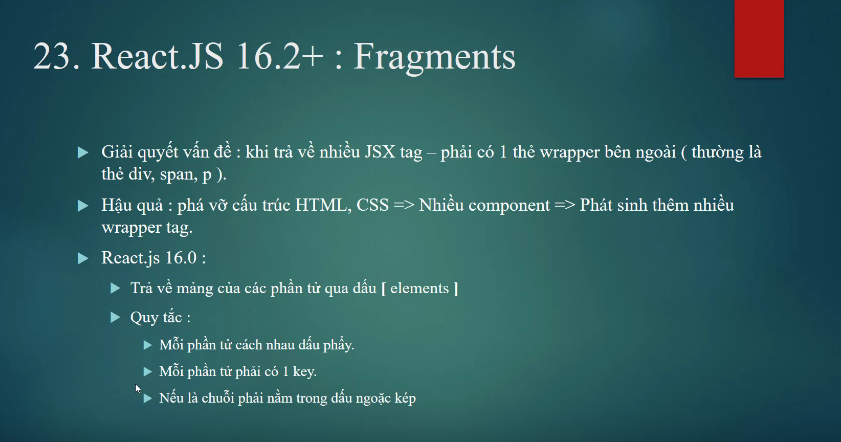 23. React.JS 16.2+ : Fragments
Giải quyết vấn đề : khi trả về nhiều JSX tag – phải có 1 thẻ wrapper bên ngoài ( thường là
thẻ div, span, p ).
Hậu quả : phá vỡ cấu trúc HTML, CSS => Nhiều component => Phát sinh thêm nhiều
wrapper tag.
React.js 16.0 :
Trả về mảng của các phần tử qua dấu [ elements ]
Quy tắc :
Mỗi phần tử cách nhau dấu phẩy.
Mỗi phần tử phải có 1 key.
Nếu là chuỗi phải nằm trong dấu ngoặc kép